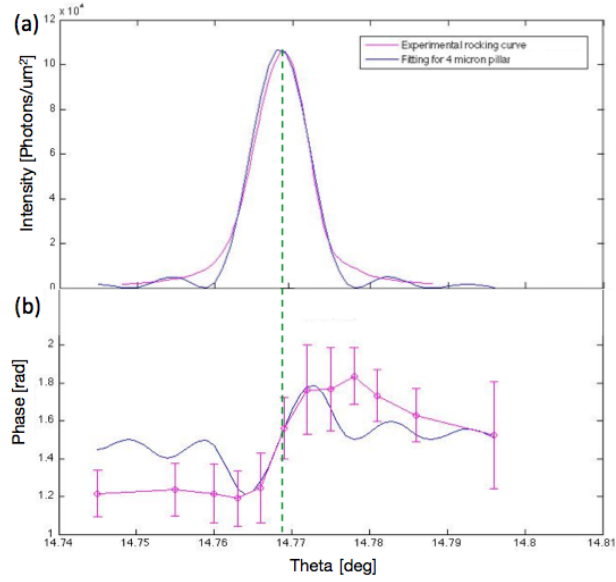 (a)
x 10⁴
12
10
8
6
4
2
0
Intensity [Photons/um²]
Experimental rocking curve
Fitting for 4 micron pillar
(b)
2
1.8
1.6
1.4
1.2
1
Phase [rad]
14.74 14.75 14.76 14.77 14.78 14.79 14.8 14.81
Theta [deg]